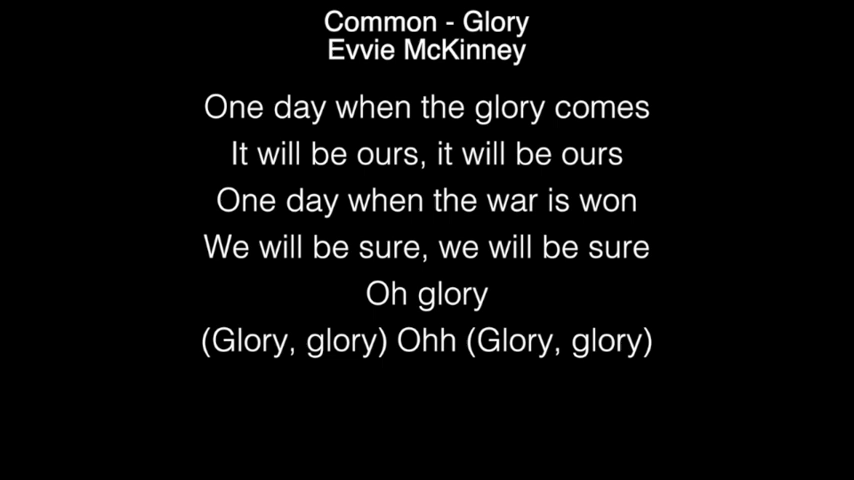 Common - Glory
Evvie McKinney
One day when the glory comes
It will be ours, it will be ours
One day when the war is won
We will be sure, we will be sure
Oh glory
(Glory, glory) Ohh (Glory, glory)